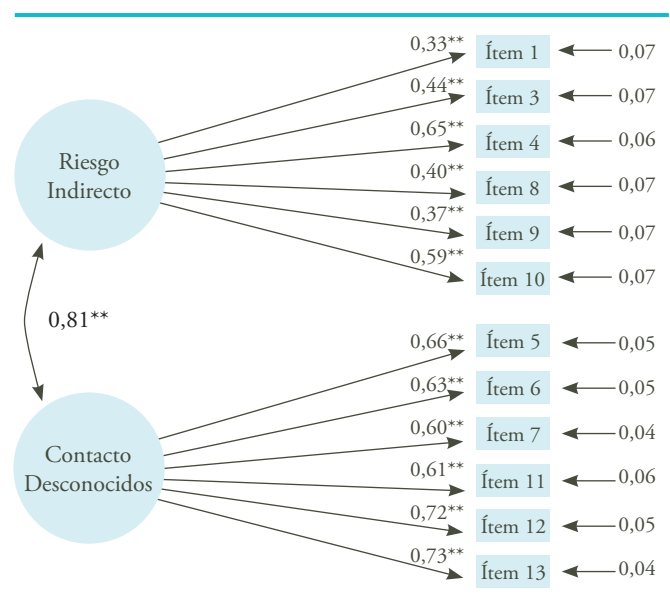 0,33** Ítem 1 0,07
0,44** Ítem 3 0,07
0,65** Ítem 4 0,06
Riesgo
Indirecto
0,40** Ítem 8 0,07
0,37** Ítem 9 0,07
0,59** Ítem 10 0,07
0,81**
0,66** Ítem 5 0,05
0,63** Ítem 6 0,05
0,60** Ítem 7 0,04
Contacto
Desconocidos
0,61** Ítem 11 0,06
0,72** Ítem 12 0,05
0,73** Ítem 13 0,04